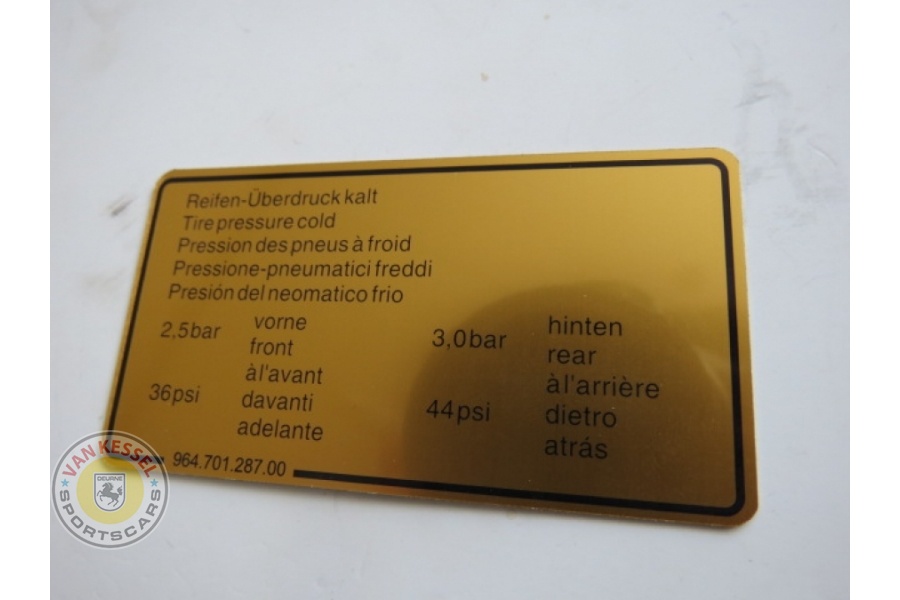 Reifen-Überdruck kalt
Tire pressure cold
Pression des pneus à froid
Pressione-pneumatici freddi
Presión del neomatico frio
2,5bar
vorne
front
à l'avant
davanti
adelante
36psi
3,0bar
hinten
rear
à l'arrière
dietro
atrás
44psi
964.701.287.00
VAN KESSEL
DEURNE
SPORTSCARS